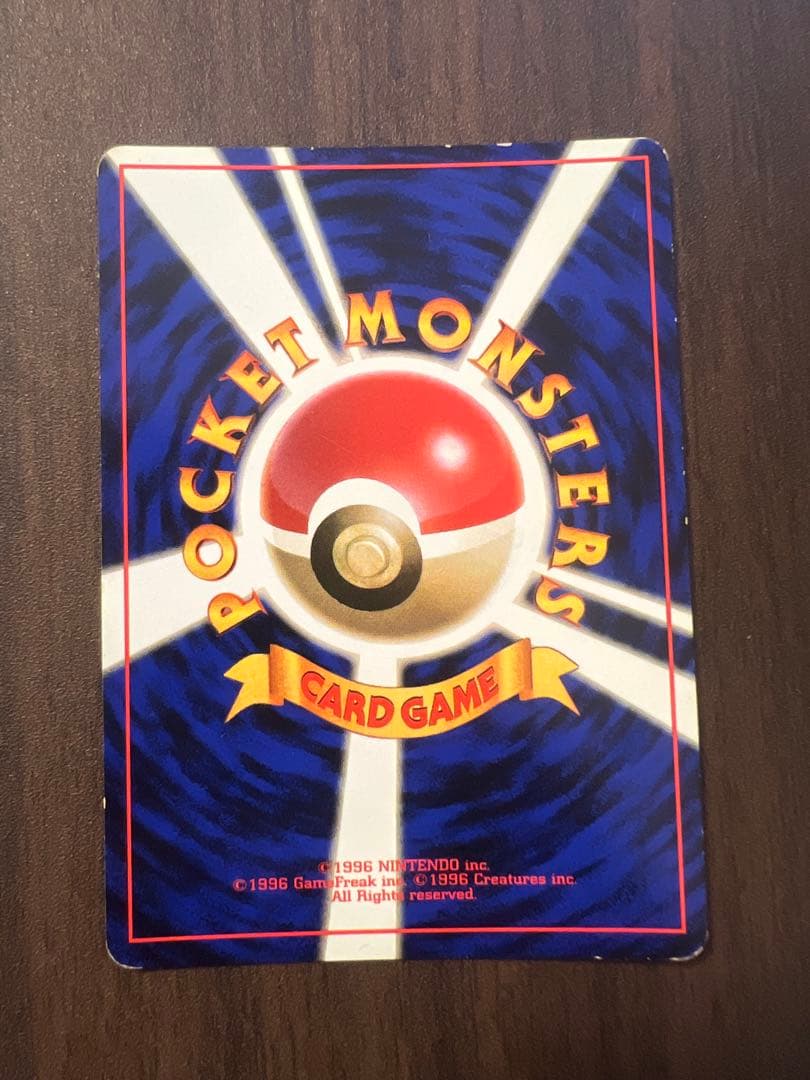 POCKET MONSTERS
CARD GAME
©1996 NINTENDO inc.
©1996 GameFreak inc. ©1996 Creatures inc.
All Rights reserved.